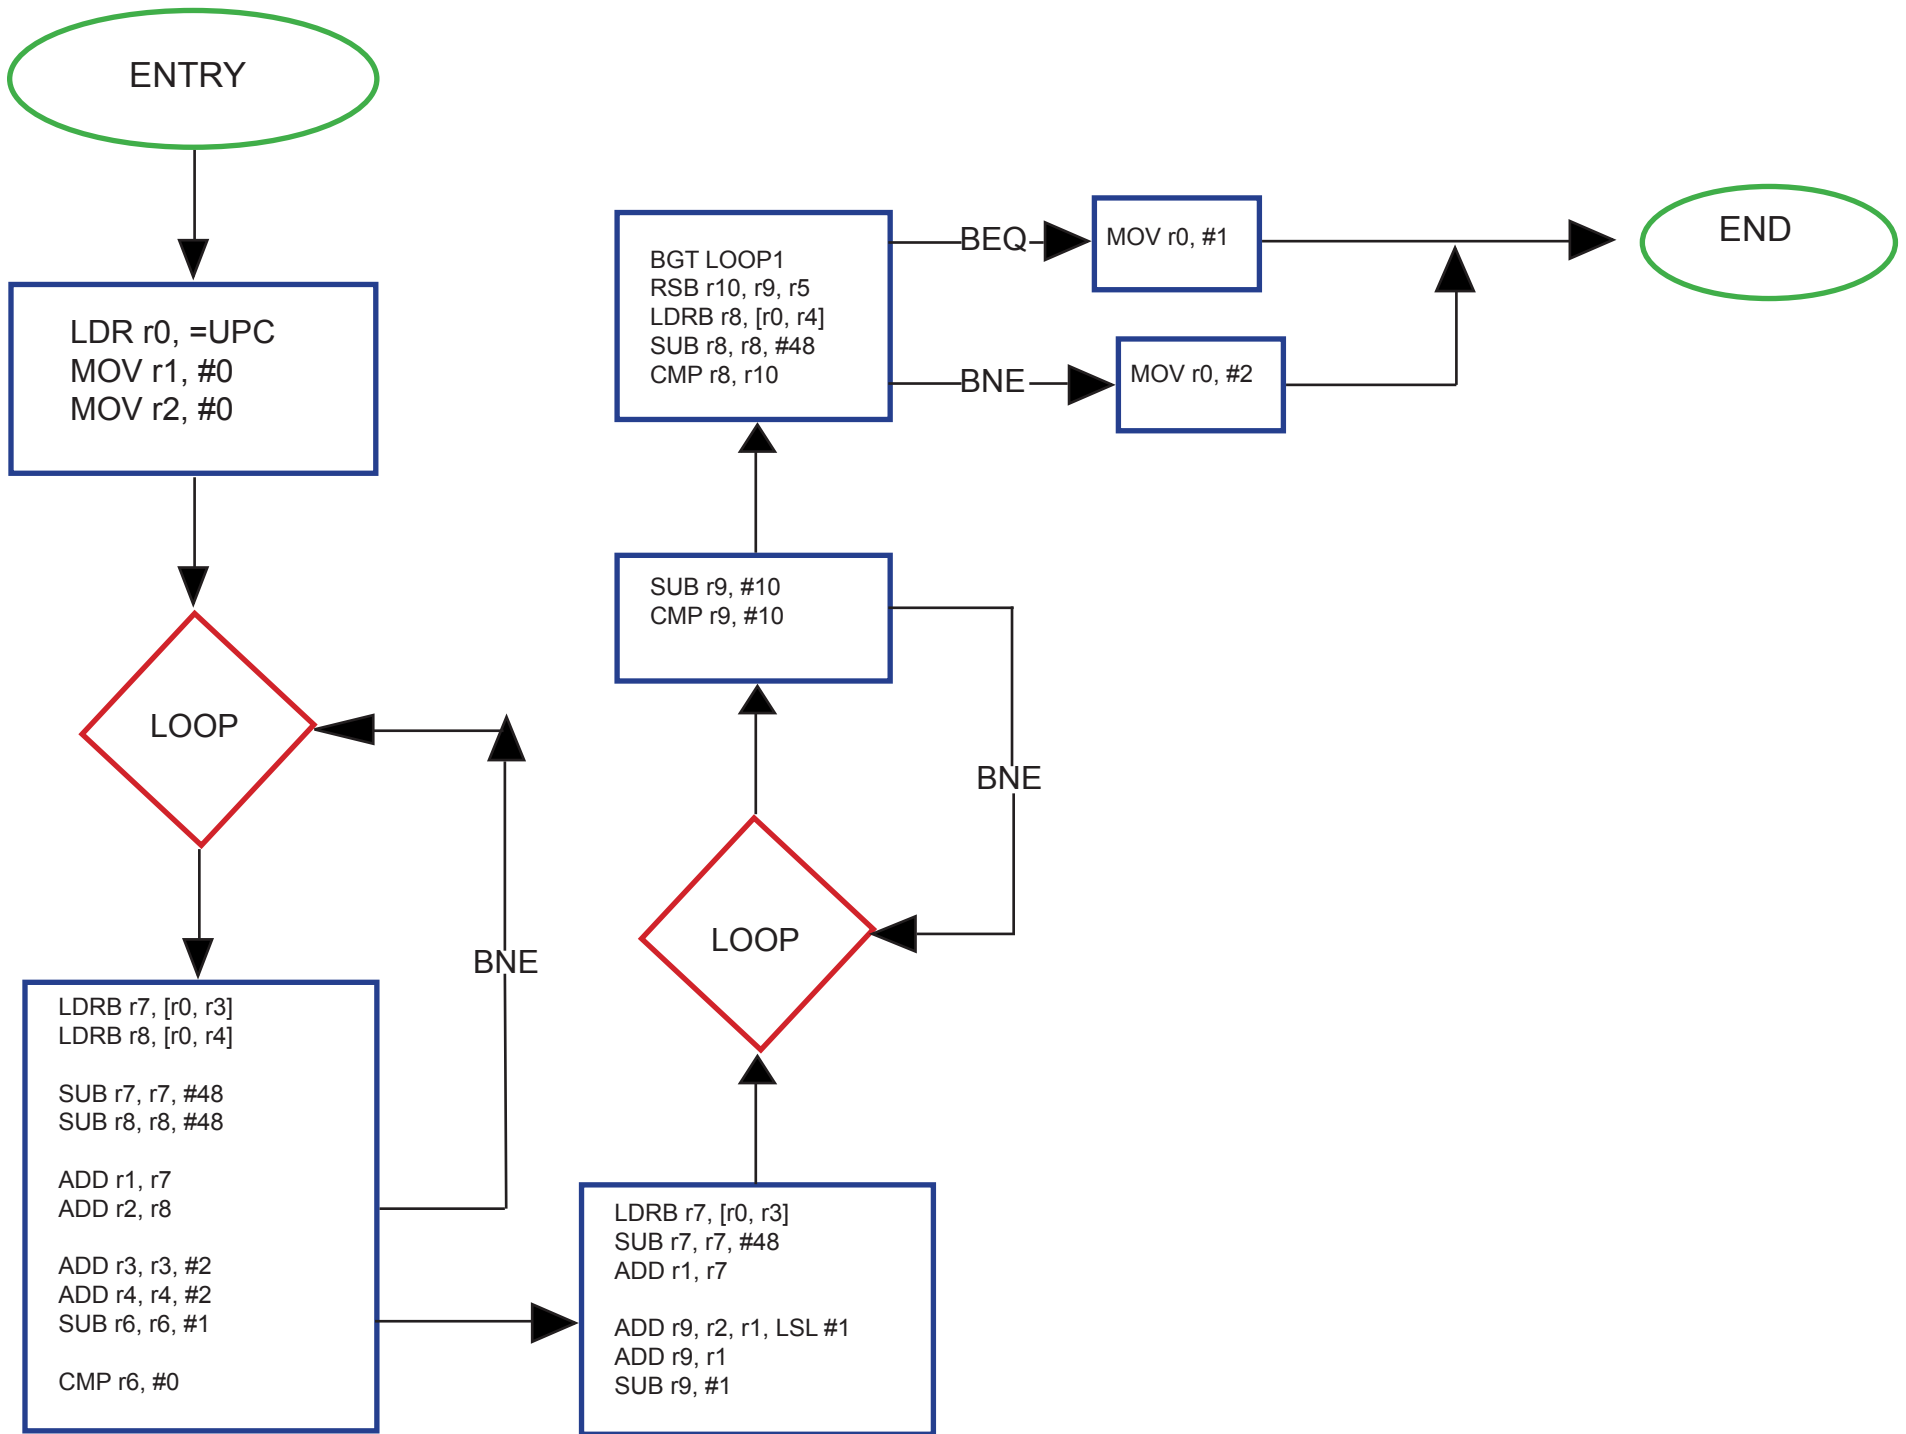 ENTRY
LDR r0, =UPC
MOV r1, #0
MOV r2, #0
LOOP
BNE
LDRB r7, [r0, r3]
LDRB r8, [r0, r4]
SUB r7, r7, #48
SUB r8, r8, #48
ADD r1, r7
ADD r2, r8
ADD r3, r3, #2
ADD r4, r4, #2
SUB r6, r6, #1
CMP r6, #0
LDRB r7, [r0, r3]
SUB r7, r7, #48
ADD r1, r7
ADD r9, r2, r1, LSL #1
ADD r9, r1
SUB r9, #1
LOOP
BNE
SUB r9, #10
CMP r9, #10
BGT LOOP1
RSB r10, r9, r5
LDRB r8, [r0, r4]
SUB r8, r8, #48
CMP r8, r10
BEQ
MOV r0, #1
BNE
MOV r0, #2
END